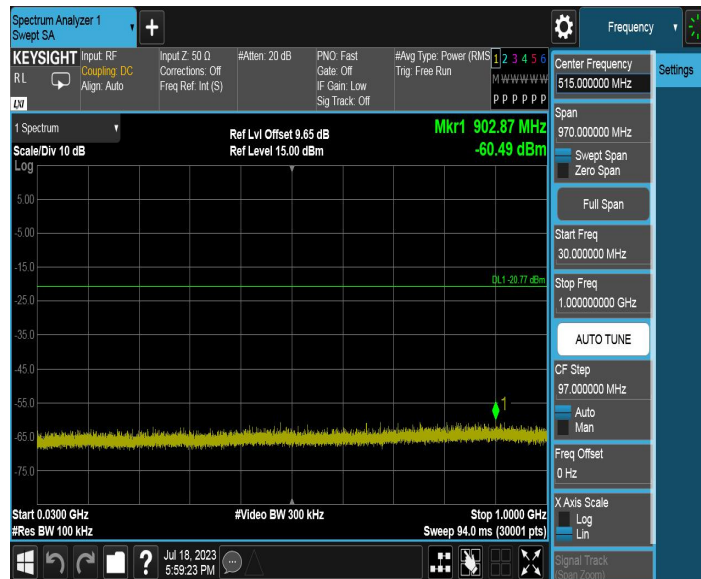 Spectrum Analyzer 1
Swept SA
+
Frequency
KEYSIGHT
RL
LXI
Input: RF
Coupling: DC
Align: Auto
Input Z: 50 Ω
Corrections: Off
Freq Ref: Int (S)
#Atten: 20 dB
PNO: Fast
Gate: Off
IF Gain: Low
Sig Track: Off
#Avg Type: Power (RMS
Trig: Free Run
1 2 3 4 5 6
M W W W W W
P P P P P P
1 Spectrum
Scale/Div 10 dB
Log
Ref Lvl Offset 9.65 dB
Ref Level 15.00 dBm
Mkr1 902.87 MHz
-60.49 dBm
5.00
-5.00
-15.0
-25.0
-35.0
-45.0
-55.0
-65.0
-75.0
DL1 -20.77 dBm
1
Start 0.0300 GHz
#Res BW 100 kHz
#Video BW 300 kHz
Stop 1.0000 GHz
Sweep 94.0 ms (30001 pts)
?
Jul 18, 2023
5:59:23 PM
Center Frequency
515.000000 MHz
Settings
Span
970.000000 MHz
Swept Span
Zero Span
Full Span
Start Freq
30.000000 MHz
Stop Freq
1.000000000 GHz
AUTO TUNE
CF Step
97.000000 MHz
Auto
Man
Freq Offset
0 Hz
X Axis Scale
Log
Lin
Signal Track
(Span Zoom)